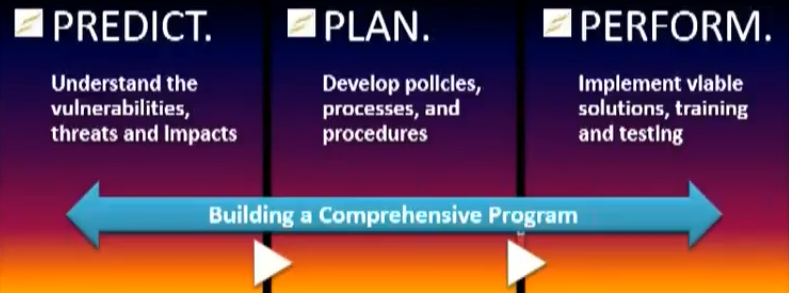 PREDICT.
Understand the
vulnerabilities,
threats and Impacts
PLAN.
Develop policies,
processes, and
procedures
PERFORM.
Implement viable
solutions, training
and testing
Building a Comprehensive Program